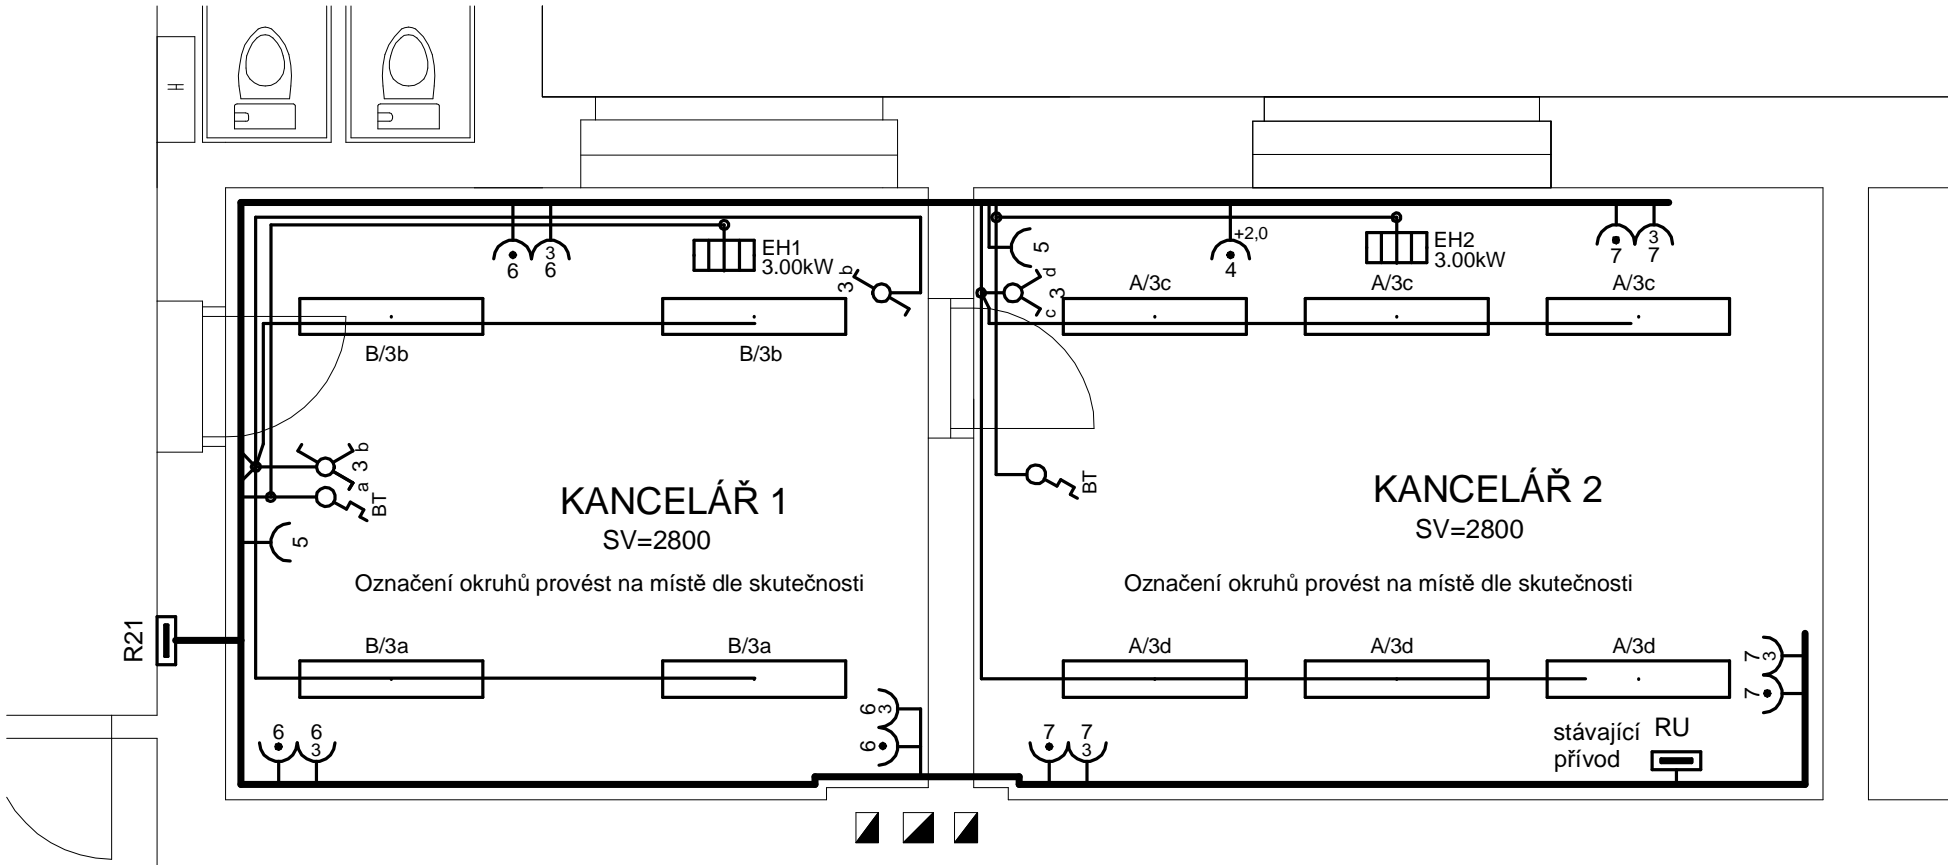 H
6
3
6
EH1
3.00kW
3 b
5
+2,0
4
EH2
3.00kW
7
3
7
c 3 d
A/3c
A/3c
A/3c
B/3b
B/3b
a 3 b
BT
BT
KANCELÁŘ 1
SV=2800
KANCELÁŘ 2
SV=2800
5
Označení okruhů provést na místě dle skutečnosti
Označení okruhů provést na místě dle skutečnosti
R21
B/3a
B/3a
A/3d
A/3d
A/3d
7
3
7
6
3
6
6
6
3
7
7
3
stávající
přívod
RU